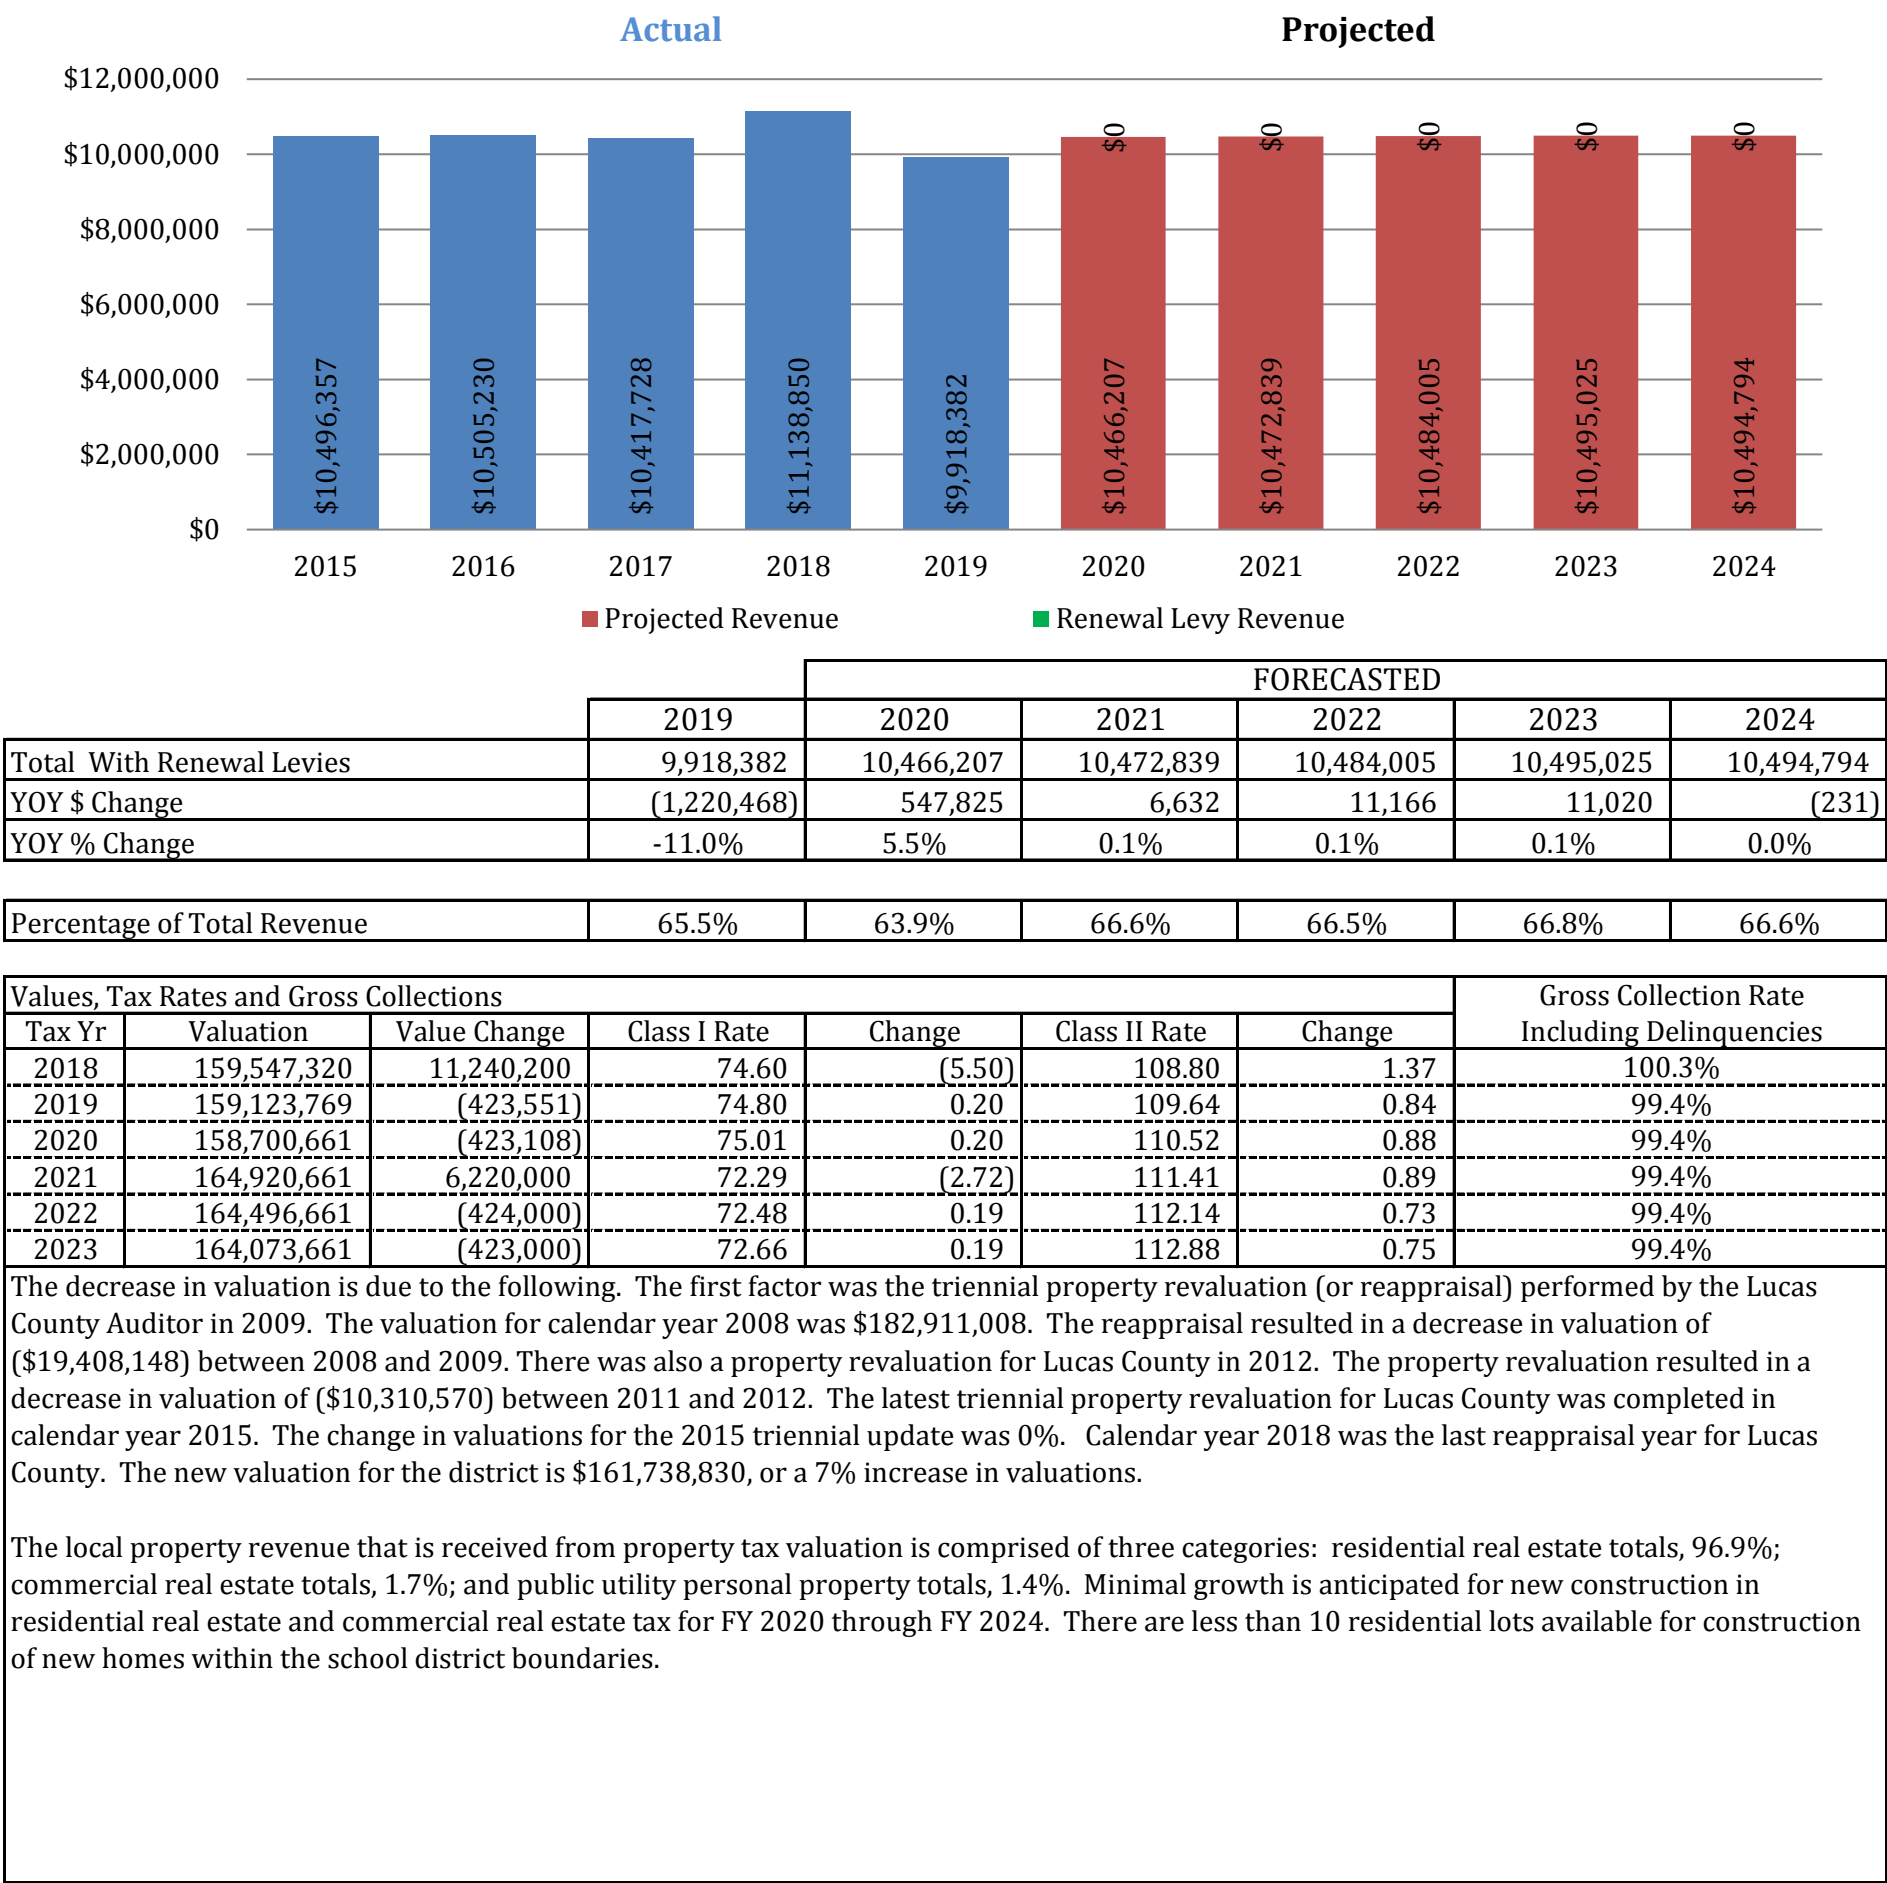 Actual Projected
$12,000,000
$10,000,000
$8,000,000
$6,000,000
$4,000,000
$2,000,000
$0
$10,496,357 $10,505,230 $10,417,728 $11,138,850 $9,918,382 $10,466,207 $10,472,839 $10,484,005 $10,495,025 $10,494,794
$0 $0 $0 $0 $0
2015 2016 2017 2018 2019 2020 2021 2022 2023 2024
Projected Revenue Renewal Levy Revenue
FORECASTED
2019 2020 2021 2022 2023 2024
Total With Renewal Levies 9,918,382 10,466,207 10,472,839 10,484,005 10,495,025 10,494,794
YOY $ Change (1,220,468) 547,825 6,632 11,166 11,020 (231)
YOY % Change -11.0% 5.5% 0.1% 0.1% 0.1% 0.0%
Percentage of Total Revenue 65.5% 63.9% 66.6% 66.5% 66.8% 66.6%
Values, Tax Rates and Gross Collections Gross Collection Rate
Tax Yr Valuation Value Change Class I Rate Change Class II Rate Change Including Delinquencies
2018 159,547,320 11,240,200 74.60 (5.50) 108.80 1.37 100.3%
2019 159,123,769 (423,551) 74.80 0.20 109.64 0.84 99.4%
2020 158,700,661 (423,108) 75.01 0.20 110.52 0.88 99.4%
2021 164,920,661 6,220,000 72.29 (2.72) 111.41 0.89 99.4%
2022 164,496,661 (424,000) 72.48 0.19 112.14 0.73 99.4%
2023 164,073,661 (423,000) 72.66 0.19 112.88 0.75 99.4%
The decrease in valuation is due to the following.  The first factor was the triennial property revaluation (or reappraisal) performed by the Lucas
County Auditor in 2009.  The valuation for calendar year 2008 was $182,911,008.  The reappraisal resulted in a decrease in valuation of
($19,408,148) between 2008 and 2009. There was also a property revaluation for Lucas County in 2012.  The property revaluation resulted in a
decrease in valuation of ($10,310,570) between 2011 and 2012.  The latest triennial property revaluation for Lucas County was completed in
calendar year 2015.  The change in valuations for the 2015 triennial update was 0%.   Calendar year 2018 was the last reappraisal year for Lucas
County.  The new valuation for the district is $161,738,830, or a 7% increase in valuations.
The local property revenue that is received from property tax valuation is comprised of three categories:  residential real estate totals, 96.9%;
commercial real estate totals, 1.7%; and public utility personal property totals, 1.4%.  Minimal growth is anticipated for new construction in
residential real estate and commercial real estate tax for FY 2020 through FY 2024.  There are less than 10 residential lots available for construction
of new homes within the school district boundaries.